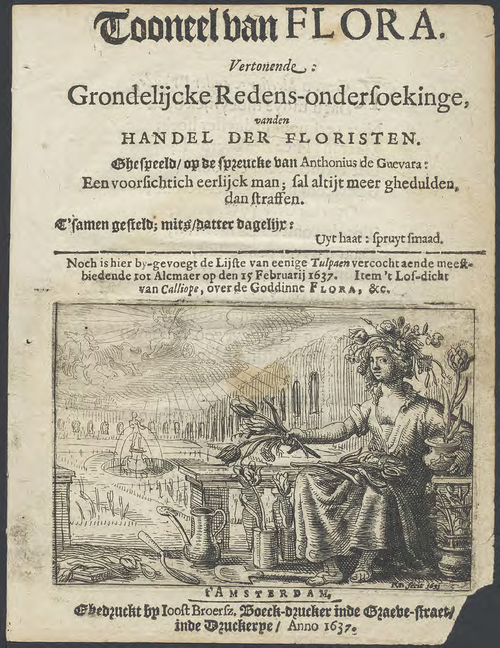 Tooneel van FLORA.
Vertonende :
Grondelijcke Redens-ondersoekinge,
vanden
HANDEL DER FLORISTEN.
Ghespeeld/ op de spreucke van Anthonius de Guevara :
Een voorsichtich eerlijck man; sal altijt meer ghedulden,
dan straffen.
T'samen gesteld; mits/datter dagelijx :
Uyt haat : spruyt smaad.
Noch is hier by-gevoegt de Lijste van eenige Tulpaen vercocht aende meest-
biedende tot Alcmaer op den 15 Februarij 1637. Item 't Lof-dicht
van Calliope, over de Goddinne FLORA, &c.
fecit
t'AMSTERDAM,
Ghedruckt by Ioost Broersz. Boeck-drucker inde Graeve-straet/
inde Druckerye / Anno 1637.